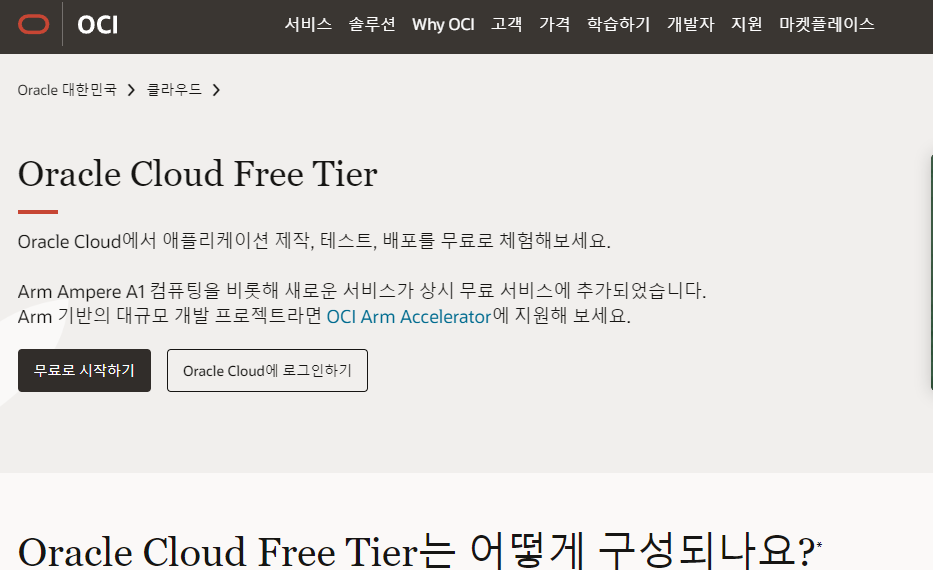 OCI 서비스 솔루션 Why OCI 고객 가격 학습하기 개발자 지원 마켓플레이스
Oracle 대한민국 클라우드
Oracle Cloud Free Tier
Oracle Cloud에서 애플리케이션 제작, 테스트, 배포를 무료로 체험해보세요.
Arm Ampere A1 컴퓨팅을 비롯해 새로운 서비스가 상시 무료 서비스에 추가되었습니다.
Arm 기반의 대규모 개발 프로젝트라면 OCI Arm Accelerator에 지원해 보세요.
무료로 시작하기 Oracle Cloud에 로그인하기
Oracle Cloud Free Tier는 어떻게 구성되나요?*